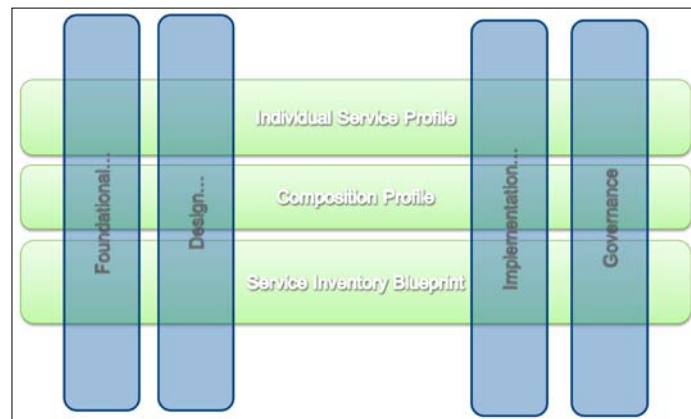 Individual Service Profile
Composition Profile
Service Inventory Blueprint
Foundational...
Design...
Implementation...
Governance